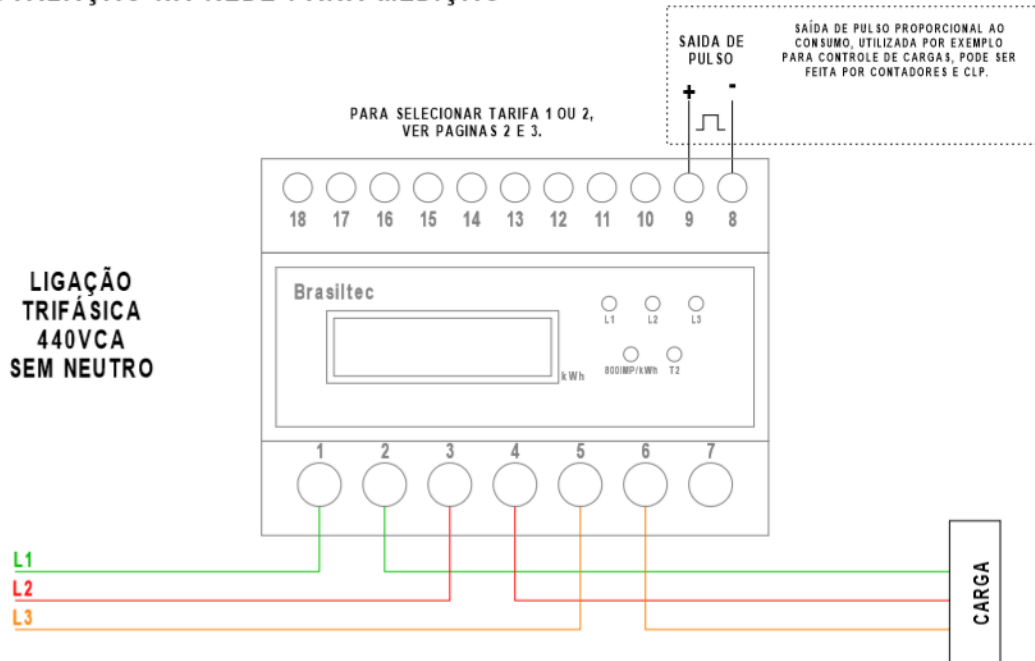 SAIDA DE
PULSO
+ -
SAÍDA DE PULSO PROPORCIONAL AO
CONSUMO, UTILIZADA POR EXEMPLO
PARA CONTROLE DE CARGAS, PODE SER
FEITA POR CONTADORES E CLP.
PARA SELECIONAR TARIFA 1 OU 2,
VER PAGINAS 2 E 3.
18 17 16 15 14 13 12 11 10 9 8
LIGAÇÃO
TRIFÁSICA
440VCA
SEM NEUTRO
Brasiltec
L1 L2 L3
kWh
800IMP/kWh T2
1 2 3 4 5 6 7
L1
L2
L3
CARGA